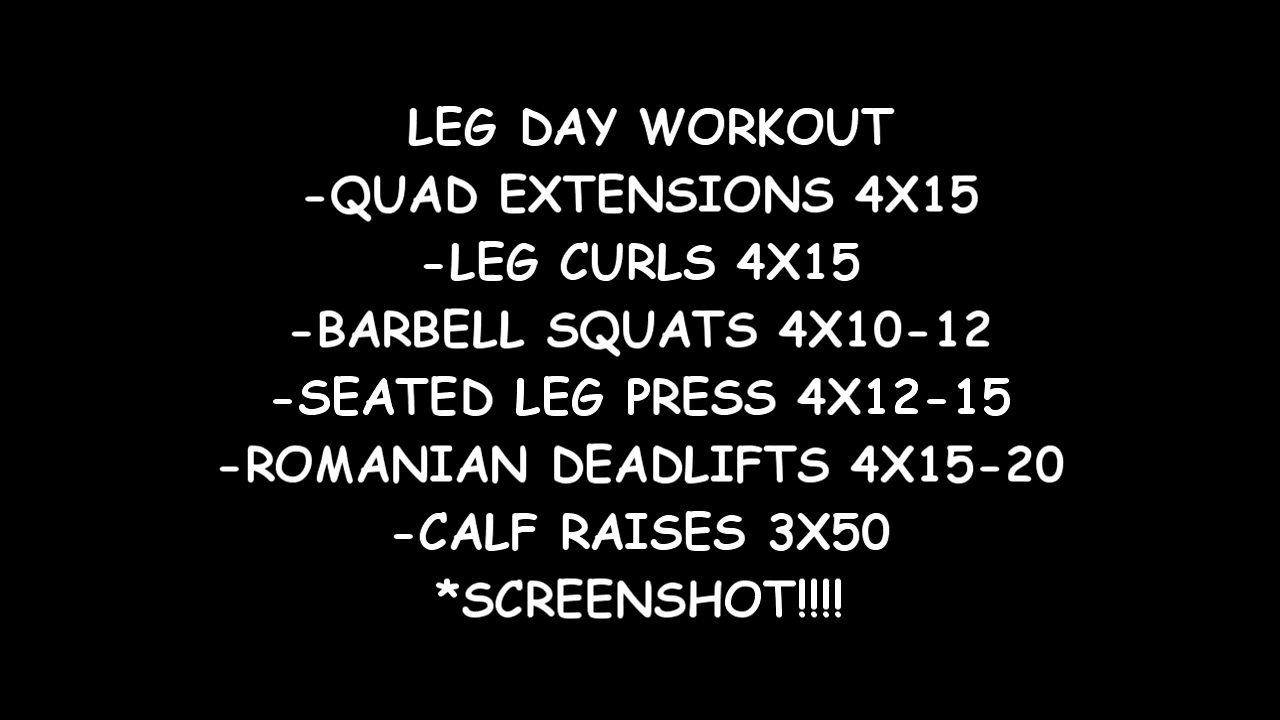 LEG DAY WORKOUT
-QUAD EXTENSIONS 4X15
-LEG CURLS 4X15
-BARBELL SQUATS 4X10-12
-SEATED LEG PRESS 4X12-15
-ROMANIAN DEADLIFTS 4X15-20
-CALF RAISES 3X50
*SCREENSHOT!!!!